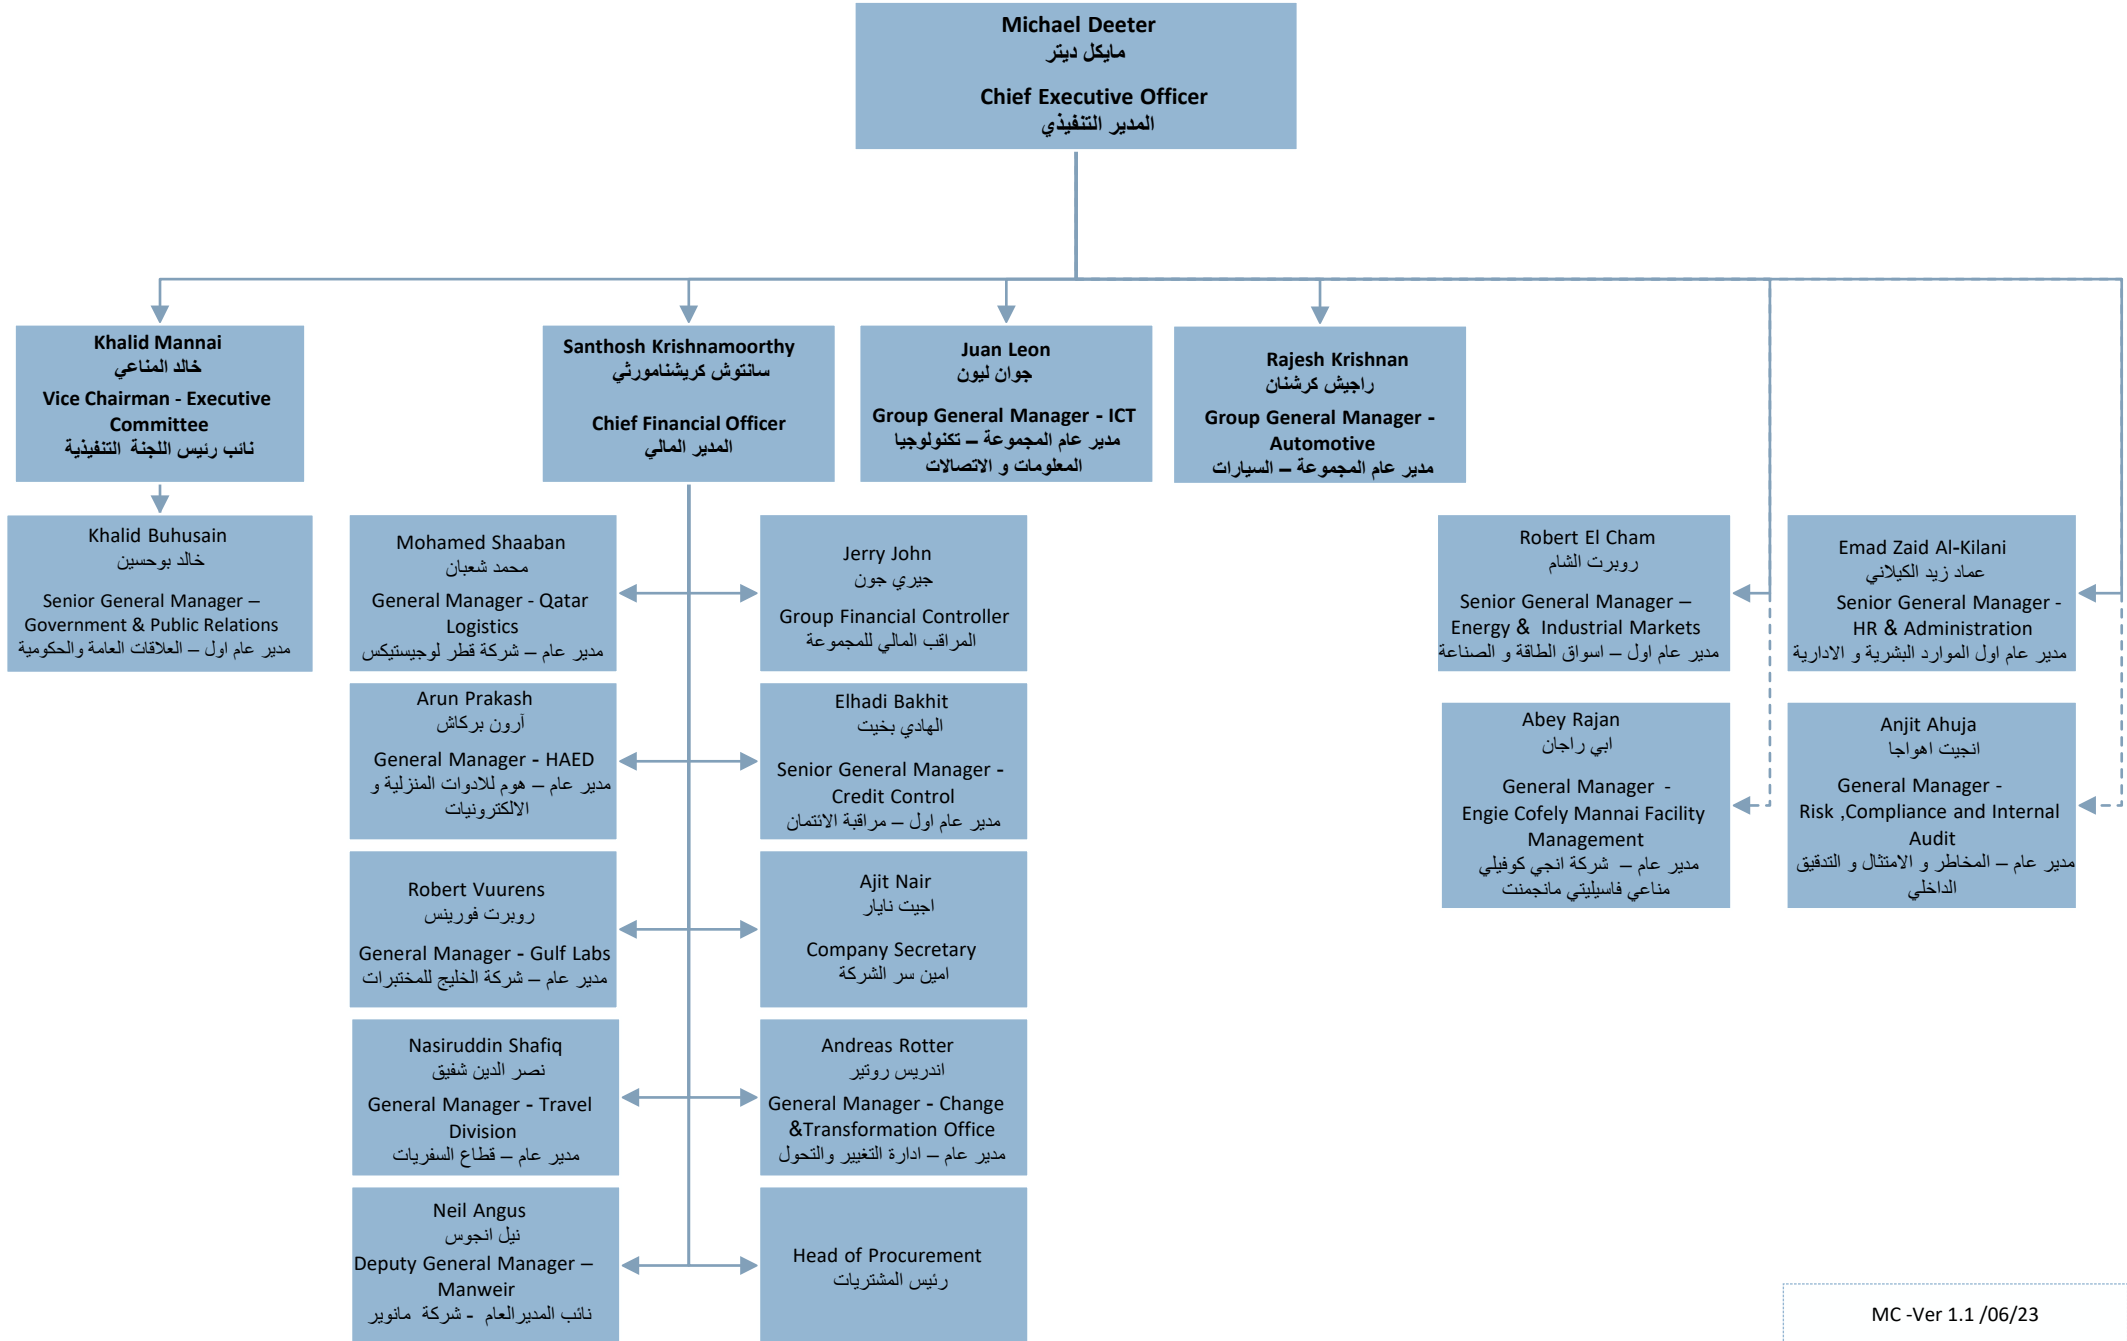 Michael Deeter
مايكل ديتر
Chief Executive Officer
المدير التنفيذي
Khalid Mannai
خالد المناعي
Vice Chairman - Executive
Committee
نائب رئيس اللجنة التنفيذية
Santhosh Krishnamoorthy
سانتوش كريشنامورثي
Chief Financial Officer
المدير المالي
Juan Leon
جوان ليون
Group General Manager - ICT
مدير عام المجموعة – تكنولوجيا
المعلومات و الاتصالات
Rajesh Krishnan
راجيش كرشنان
Group General Manager -
Automotive
مدير عام المجموعة – السيارات
Khalid Buhusain
خالد بوحسين
Senior General Manager –
Government & Public Relations
مدير عام اول – العلاقات العامة والحكومية
Mohamed Shaaban
محمد شعبان
General Manager - Qatar
Logistics
مدير عام – شركة قطر لوجيستيكس
Jerry John
جيري جون
Group Financial Controller
المراقب المالي للمجموعة
Robert El Cham
روبرت الشام
Senior General Manager –
Energy & Industrial Markets
مدير عام اول – اسواق الطاقة و الصناعة
Emad Zaid Al-Kilani
عماد زيد الكيلاني
Senior General Manager -
HR & Administration
مدير عام اول الموارد البشرية و الادارية
Arun Prakash
آرون بركاش
General Manager - HAED
مدير عام – هوم للادوات المنزلية و
الالكترونيات
Elhadi Bakhit
الهادي بخيت
Senior General Manager -
Credit Control
مدير عام اول – مراقبة الائتمان
Abey Rajan
ابي راجان
General Manager -
Engie Cofely Mannai Facility
Management
مدير عام – شركة انجي كوفيلي
مناعي فاسيليتي مانجمنت
Anjit Ahuja
انجيت اهواجا
General Manager -
Risk ,Compliance and Internal
Audit
مدير عام – المخاطر و الامتثال و التدقيق
الداخلي
Robert Vuurens
روبرت فورينس
General Manager - Gulf Labs
مدير عام – شركة الخليج للمختبرات
Ajit Nair
اجيت نايار
Company Secretary
امين سر الشركة
Nasiruddin Shafiq
نصر الدين شفيق
General Manager - Travel
Division
مدير عام – قطاع السفريات
Andreas Rotter
اندريس روتير
General Manager - Change
&Transformation Office
مدير عام – ادارة التغيير والتحول
Neil Angus
نيل انجوس
Deputy General Manager –
Manweir
نائب المديرالعام - شركة مانوير
Head of Procurement
رئيس المشتريات
MC -Ver 1.1 /06/23